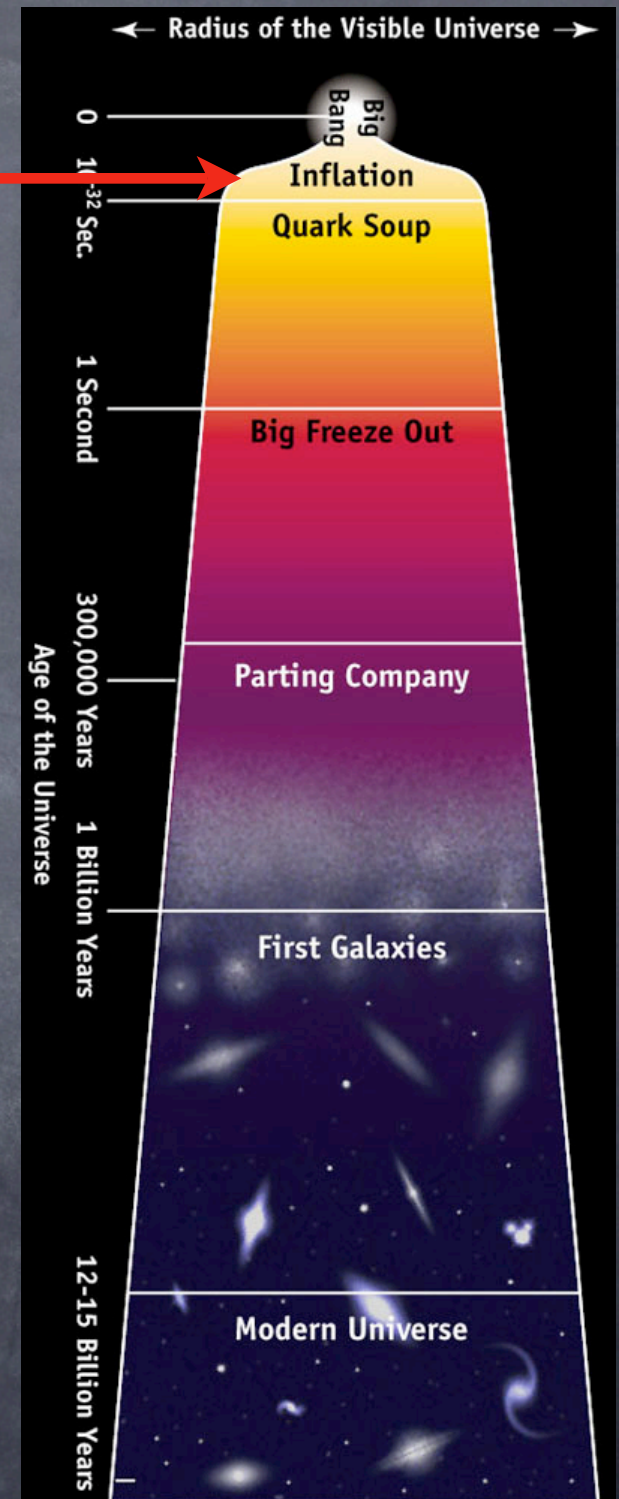 Radius of the Visible Universe
0
Big
Bang
Inflation
10-32 Sec.
Quark Soup
1 Second
Big Freeze Out
300,000 Years
Parting Company
Age of the Universe
1 Billion Years
First Galaxies
12-15 Billion Years
Modern Universe